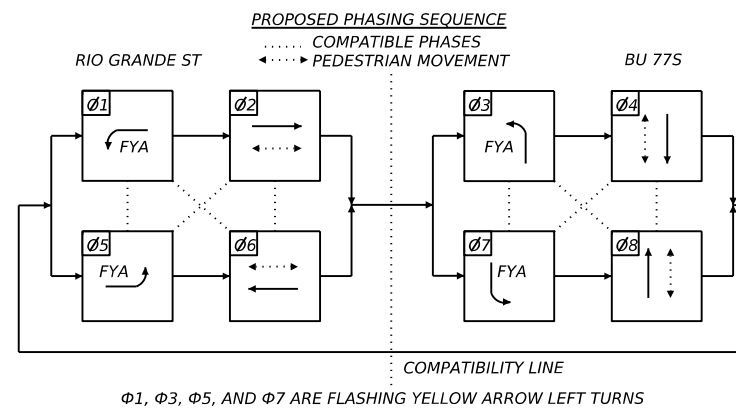 PROPOSED PHASING SEQUENCE
COMPATIBLE PHASES
PEDESTRIAN MOVEMENT
RIO GRANDE ST
BU 77S
Ø1
FYA
Ø2
Ø3
FYA
Ø4
Ø5
FYA
Ø6
Ø7
FYA
Ø8
COMPATIBILITY LINE
Φ1, Φ3, Φ5, AND Φ7 ARE FLASHING YELLOW ARROW LEFT TURNS